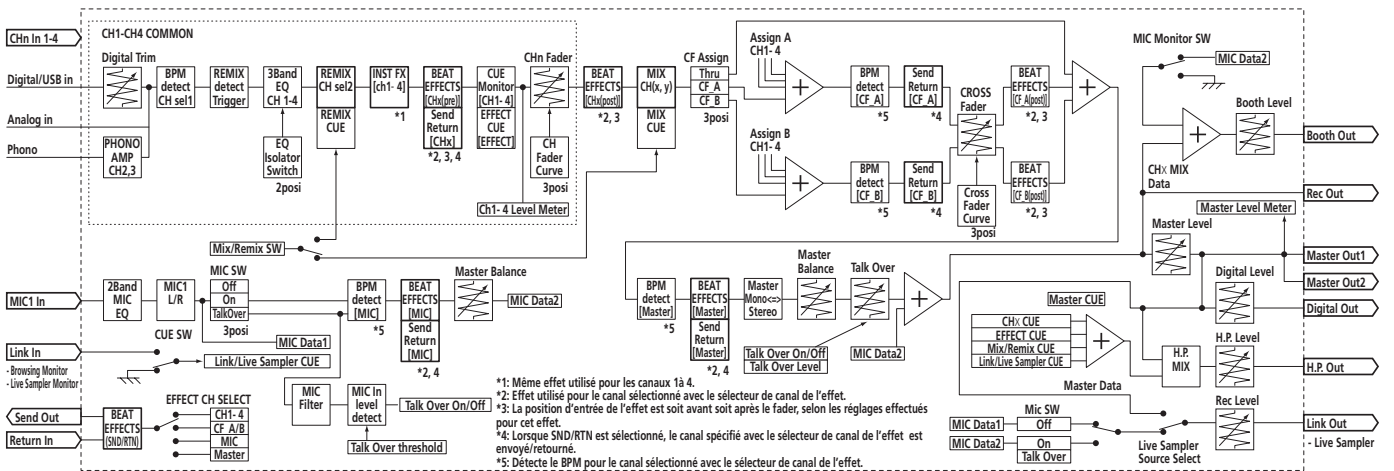 CH1-CH4 COMMON
CHn In 1-4
Digital Trim
Digital/USB in
Analog in
Phono
PHONO
AMP
CH2,3
BPM
detect
CH sel1
REMIX
detect
Trigger
3Band
EQ
CH 1-4
EQ
Isolator
Switch
2posi
REMIX
CH sel2
REMIX
CUE
INST FX
[ch1- 4]
*1
BEAT
EFFECTS
[CHx(pre)]
Send
Return
[CHx]
*2, 3, 4
CUE
Monitor
[CH1- 4]
EFFECT
CUE
[EFFECT]
CHn Fader
CH
Fader
Curve
3posi
Ch1- 4 Level Meter
BEAT
EFFECTS
[CHx(post)]
*2, 3
MIX
CH(x, y)
MIX
CUE
CF Assign
Thru
CF_A
CF_B
3posi
Assign A
CH1- 4
Assign B
CH1- 4
BPM
detect
[CF_A]
*5
Send
Return
[CF_A]
*4
BPM
detect
[CF_B]
*5
Send
Return
[CF_B]
*4
CROSS
Fader
Cross
Fader
Curve
3posi
BEAT
EFFECTS
[CF_A(post)]
*2, 3
BEAT
EFFECTS
[CF_B(post)]
*2, 3
MIC Monitor SW
MIC Data2
Booth Level
Booth Out
CHX MIX
Data
Rec Out
Master Level Meter
Master Level
Master Out1
Master Out2
Digital Level
Digital Out
Mix/Remix SW
MIC1 In
2Band
MIC
EQ
MIC1
L/R
MIC SW
Off
On
TalkOver
3posi
MIC Data1
BPM
detect
[MIC]
*5
BEAT
EFFECTS
[MIC]
Send
Return
[MIC]
*2, 4
Master Balance
MIC Data2
CUE SW
Link In
- Browsing Monitor
- Live Sampler Monitor
Link/Live Sampler CUE
MIC
Filter
MIC In
level
detect
Talk Over On/Off
Talk Over threshold
Send Out
Return In
BEAT
EFFECTS
(SND/RTN)
EFFECT CH SELECT
CH1- 4
CF A/B
MIC
Master
BPM
detect
[Master]
*5
BEAT
EFFECTS
[Master]
Send
Return
[Master]
*2, 4
Master
Mono<=>
Stereo
Master
Balance
Talk Over
Talk Over On/Off
Talk Over Level
MIC Data2
Master CUE
CHX CUE
EFFECT CUE
Mix/Remix CUE
Link/Live Sampler CUE
H.P.
MIX
H.P. Level
H.P. Out
Master Data
Rec Level
Mic SW
MIC Data1
Off
MIC Data2
On
Talk Over
Live Sampler
Source Select
Link Out
- Live Sampler
*1: Même effet utilisé pour les canaux 1à 4.
*2: Effet utilisé pour le canal sélectionné avec le sélecteur de canal de l’effet.
*3: La position d’entrée de l’effet est soit avant soit après le fader, selon les réglages effectués
pour cet effet.
*4: Lorsque SND/RTN est sélectionné, le canal spécifié avec le sélecteur de canal de l’effet est
envoyé/retourné.
*5: Détecte le BPM pour le canal sélectionné avec le sélecteur de canal de l’effet.